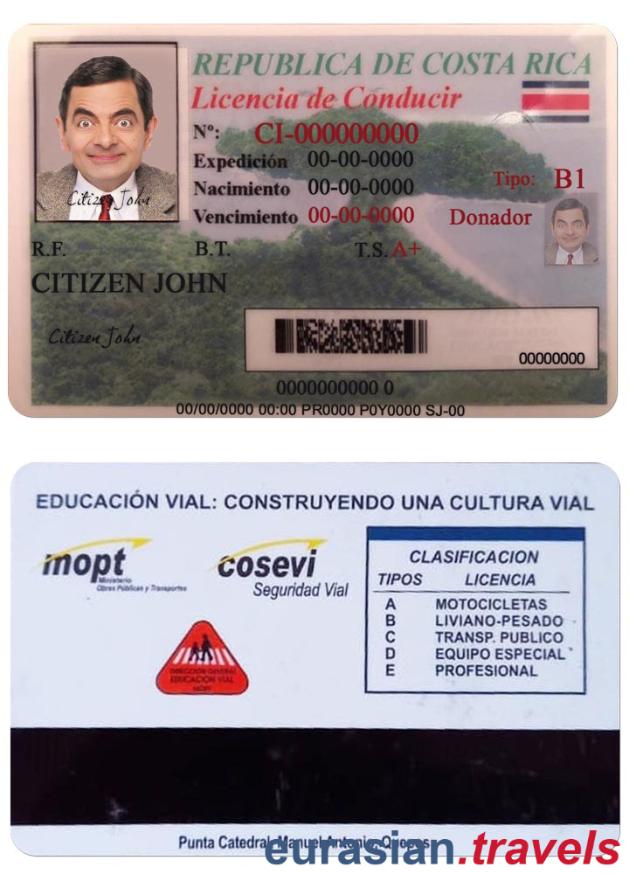 REPUBLICA DE COSTA RICA
Licencia de Conducir
Nº: CI-000000000
Expedición 00-00-0000
Nacimiento 00-00-0000
Tipo: B1
Vencimiento 00-00-0000
Donador
Citizen John
R.F. B.T. T.S. A+
CITIZEN JOHN
Citizen John
00000000
0000000000 0
00/00/0000 00:00 PR0000 P0Y0000 SJ-00
EDUCACIÓN VIAL: CONSTRUYENDO UNA CULTURA VIAL
mopt
Ministerio
Obras Públicas y Transportes
cosevi
Seguridad Vial
CLASIFICACION
TIPOS LICENCIA
A MOTOCICLETAS
B LIVIANO-PESADO
C TRANSP. PUBLICO
D EQUIPO ESPECIAL
E PROFESIONAL
DIRECCION GENERAL
EDUCACION VIAL
MOPT
Punta Catedral, Manuel Antonio, Quepos
eurasian.travels